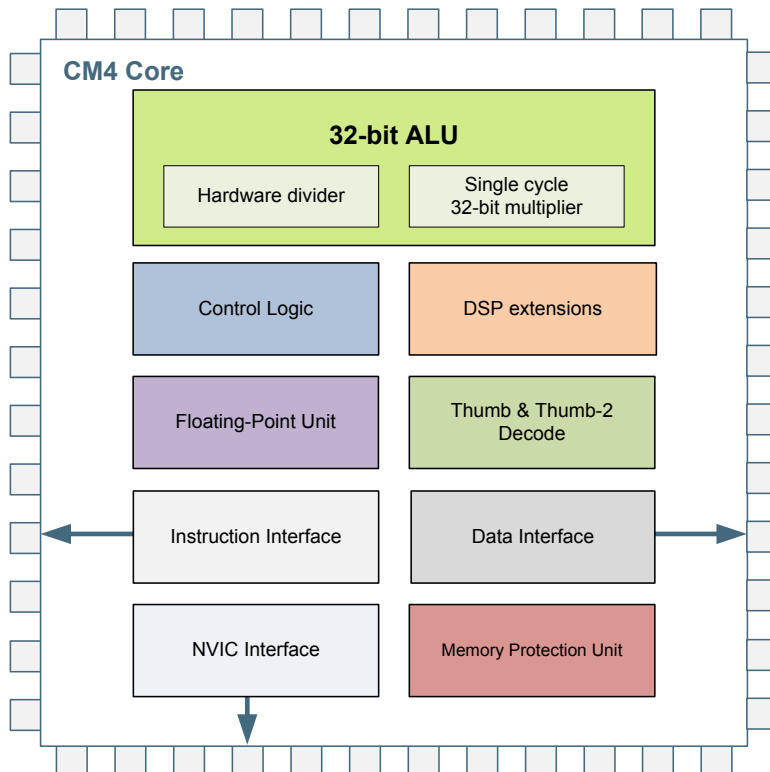 CM4 Core
32-bit ALU
Hardware divider
Single cycle
32-bit multiplier
Control Logic
DSP extensions
Floating-Point Unit
Thumb & Thumb-2
Decode
Instruction Interface
Data Interface
NVIC Interface
Memory Protection Unit